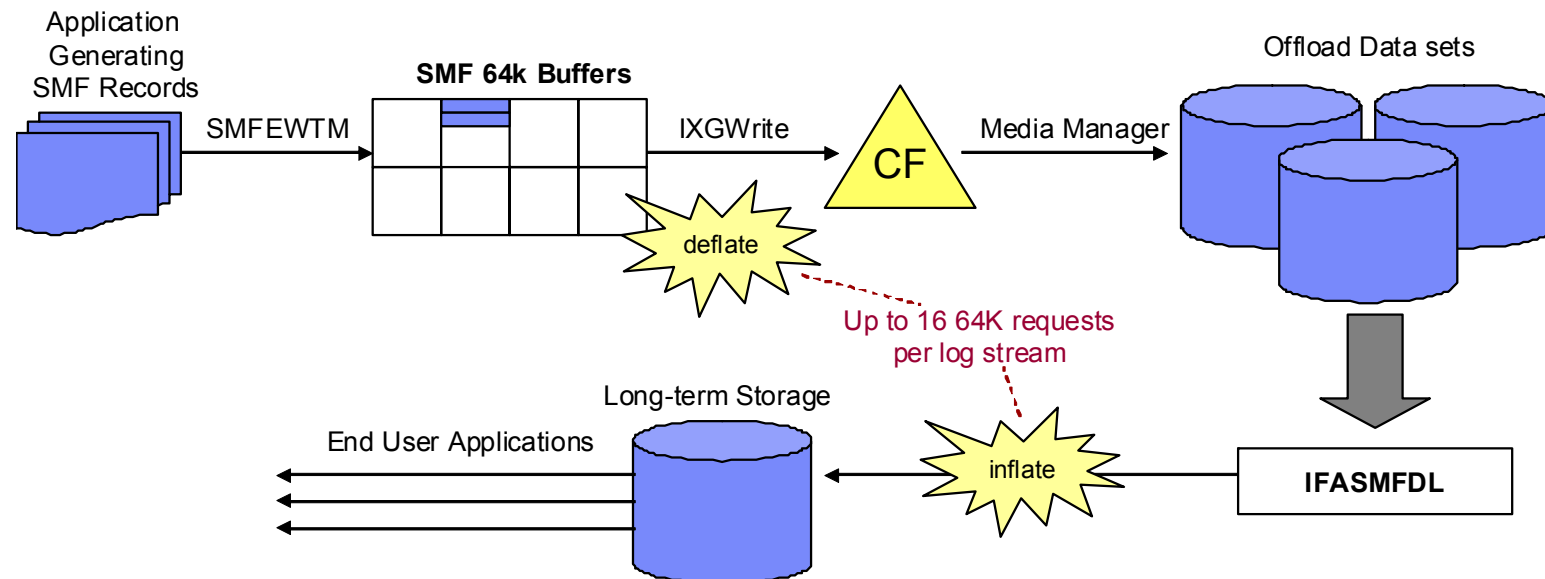 Application
Generating
SMF Records
SMFEWTM
SMF 64k Buffers
IXGWrite
CF
Media Manager
Offload Data sets
deflate
Up to 16 64K requests
per log stream
Long-term Storage
End User Applications
inflate
IFASMFDL